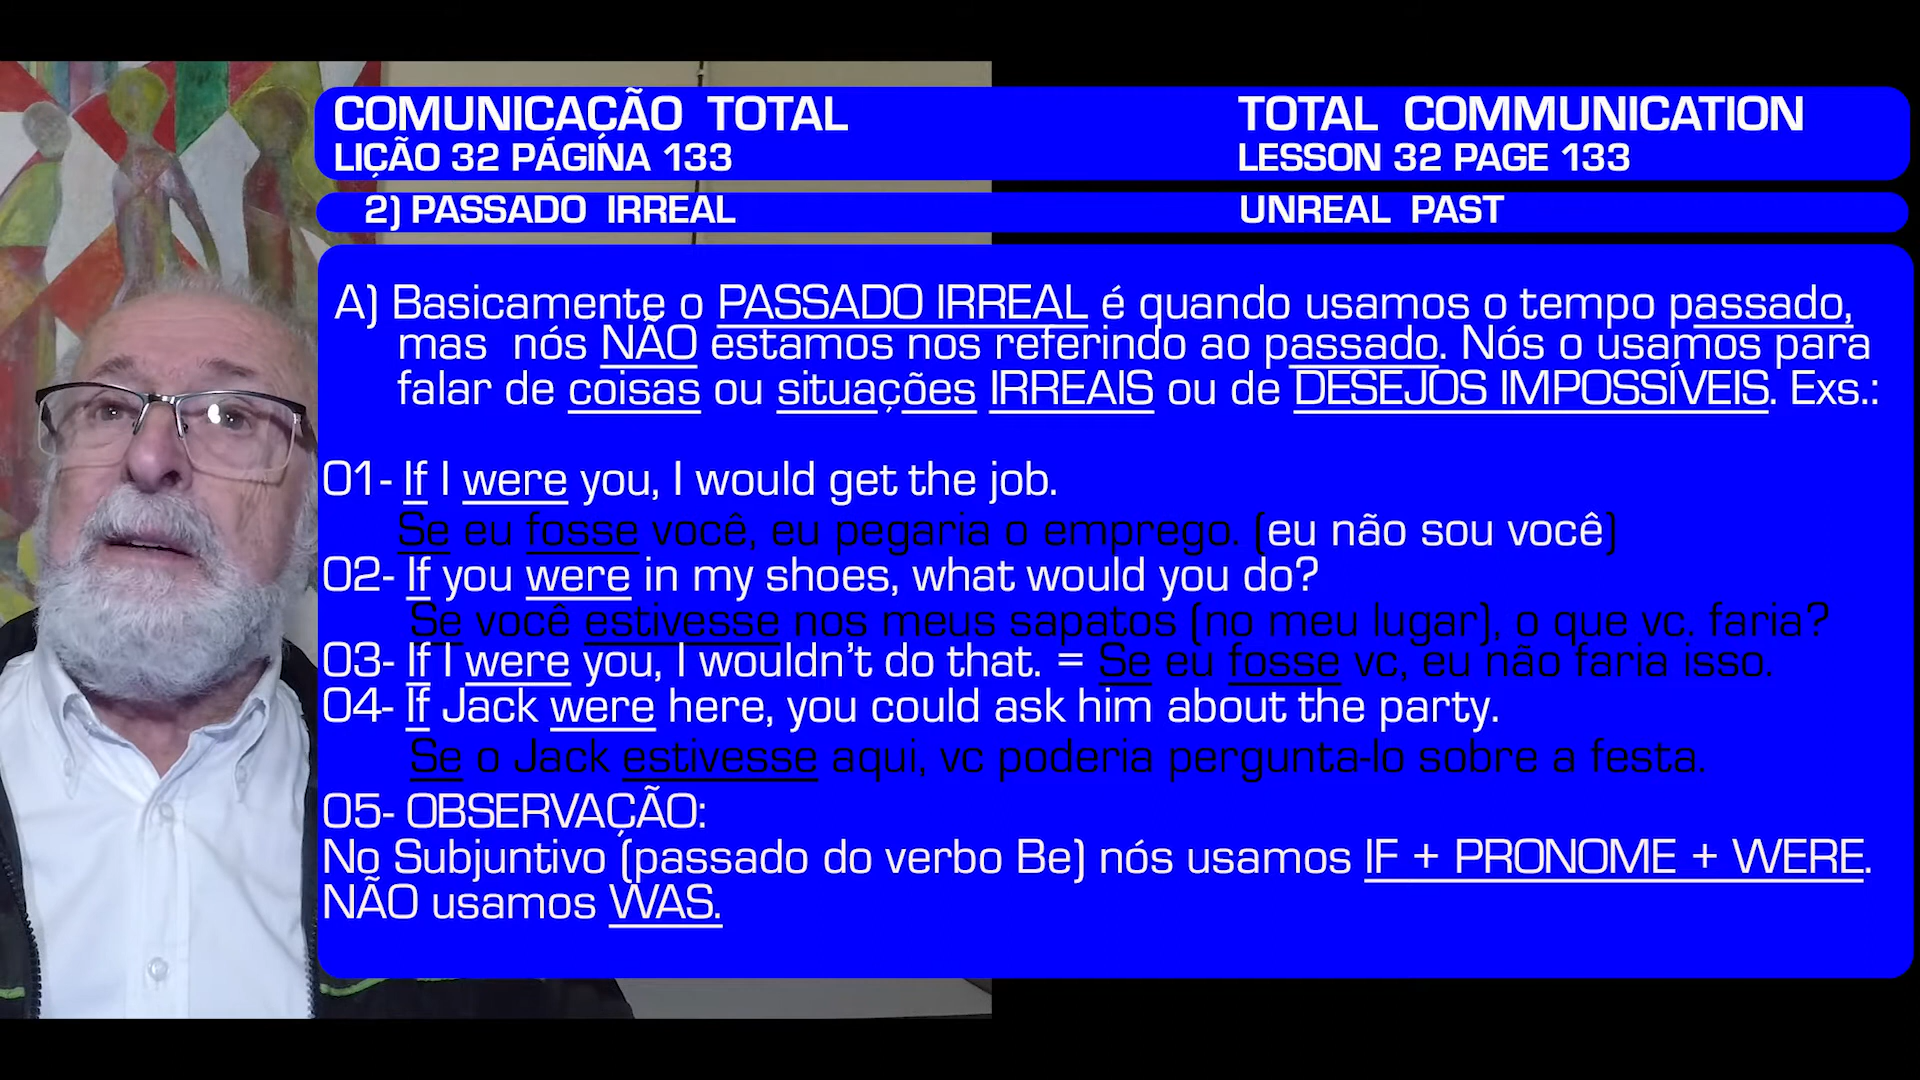 COMUNICAÇÃO TOTAL
LIÇÃO 32 PÁGINA 133
TOTAL COMMUNICATION
LESSON 32 PAGE 133
2) PASSADO IRREAL
UNREAL PAST
A) Basicamente o PASSADO IRREAL é quando usamos o tempo passado,
mas nós NÃO estamos nos referindo ao passado. Nós o usamos para
falar de coisas ou situações IRREAIS ou de DESEJOS IMPOSSÍVEIS. Exs.:
01- If I were you, I would get the job.
Se eu fosse você, eu pegaria o emprego. (eu não sou você)
02- If you were in my shoes, what would you do?
Se você estivesse nos meus sapatos (no meu lugar), o que vc. faria?
03- If I were you, I wouldn't do that. = Se eu fosse vc, eu não faria isso.
04- If Jack were here, you could ask him about the party.
Se o Jack estivesse aqui, vc poderia pergunta-lo sobre a festa.
05- OBSERVAÇÃO:
No Subjuntivo (passado do verbo Be) nós usamos IF + PRONOME + WERE.
NÃO usamos WAS.